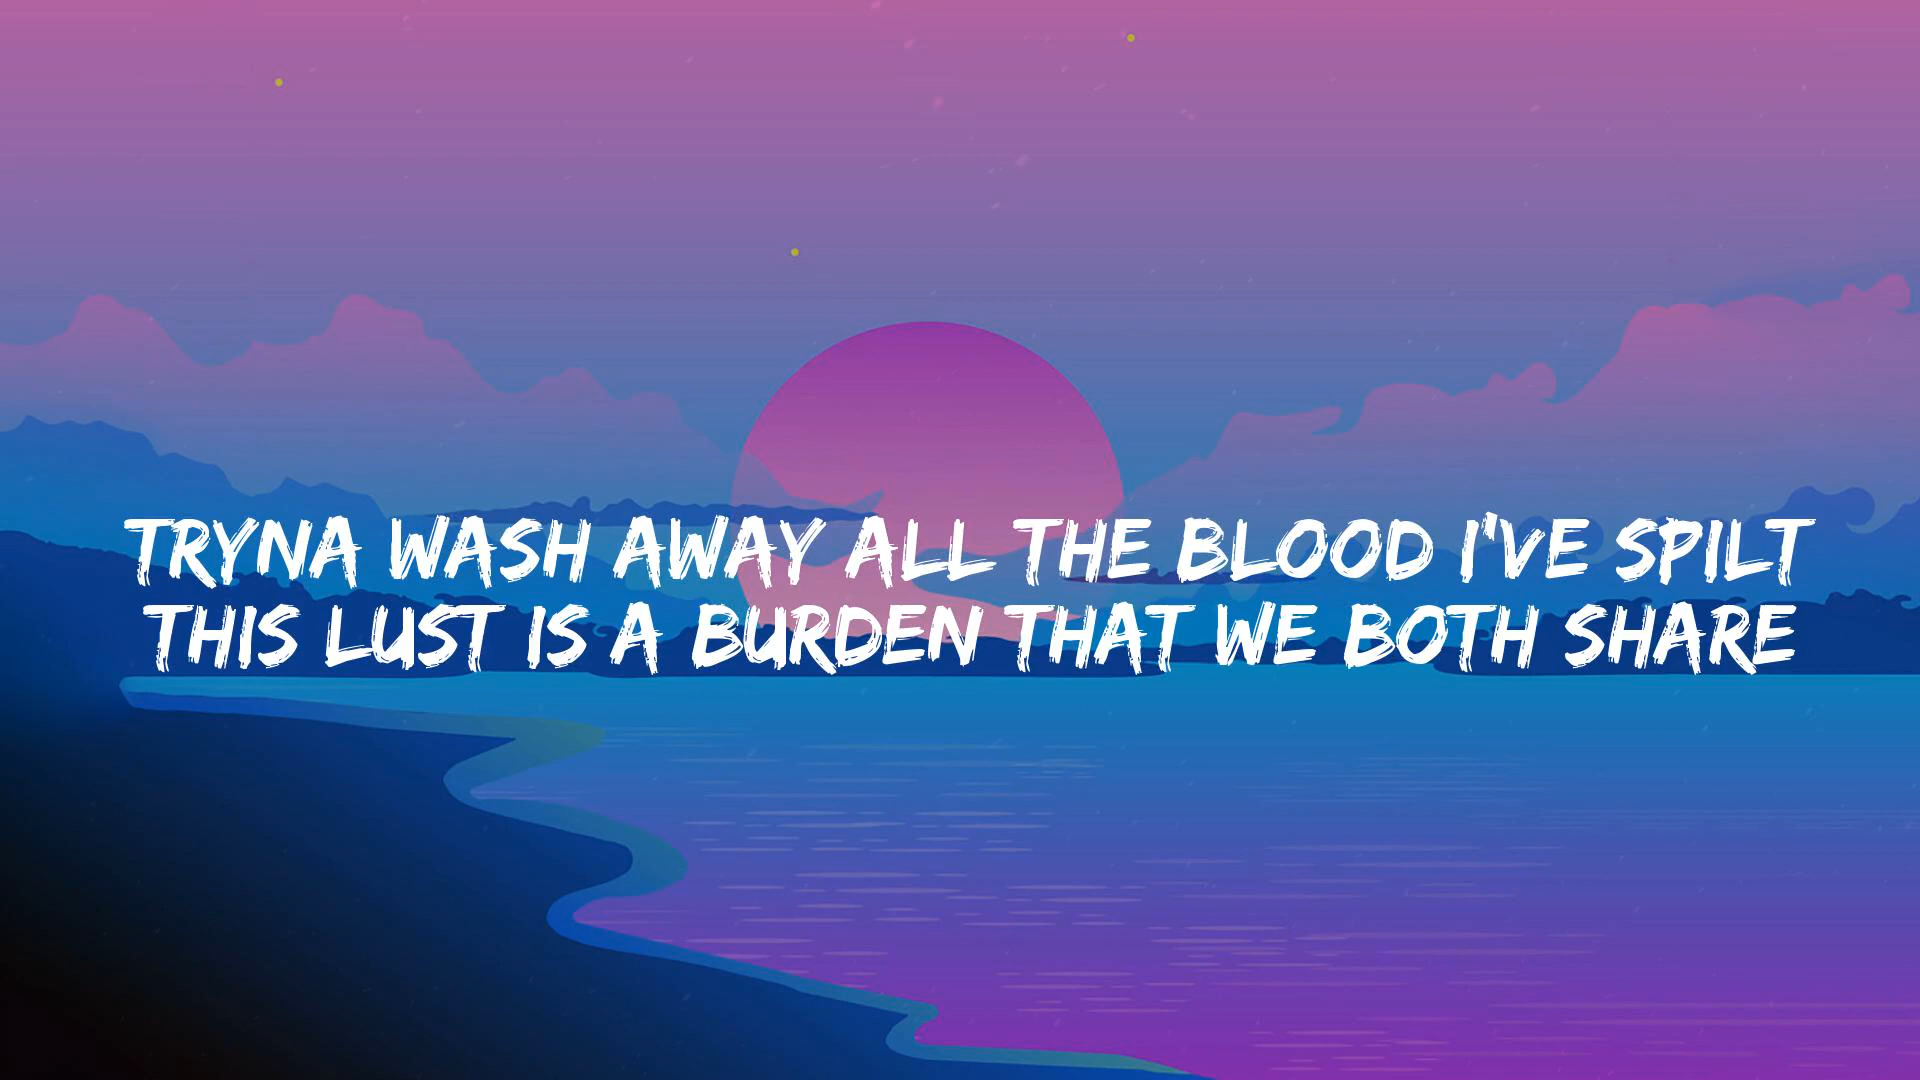 TRYNA WASH AWAY ALL THE BLOOD I'VE SPILT
THIS LUST IS A BURDEN THAT WE BOTH SHARE